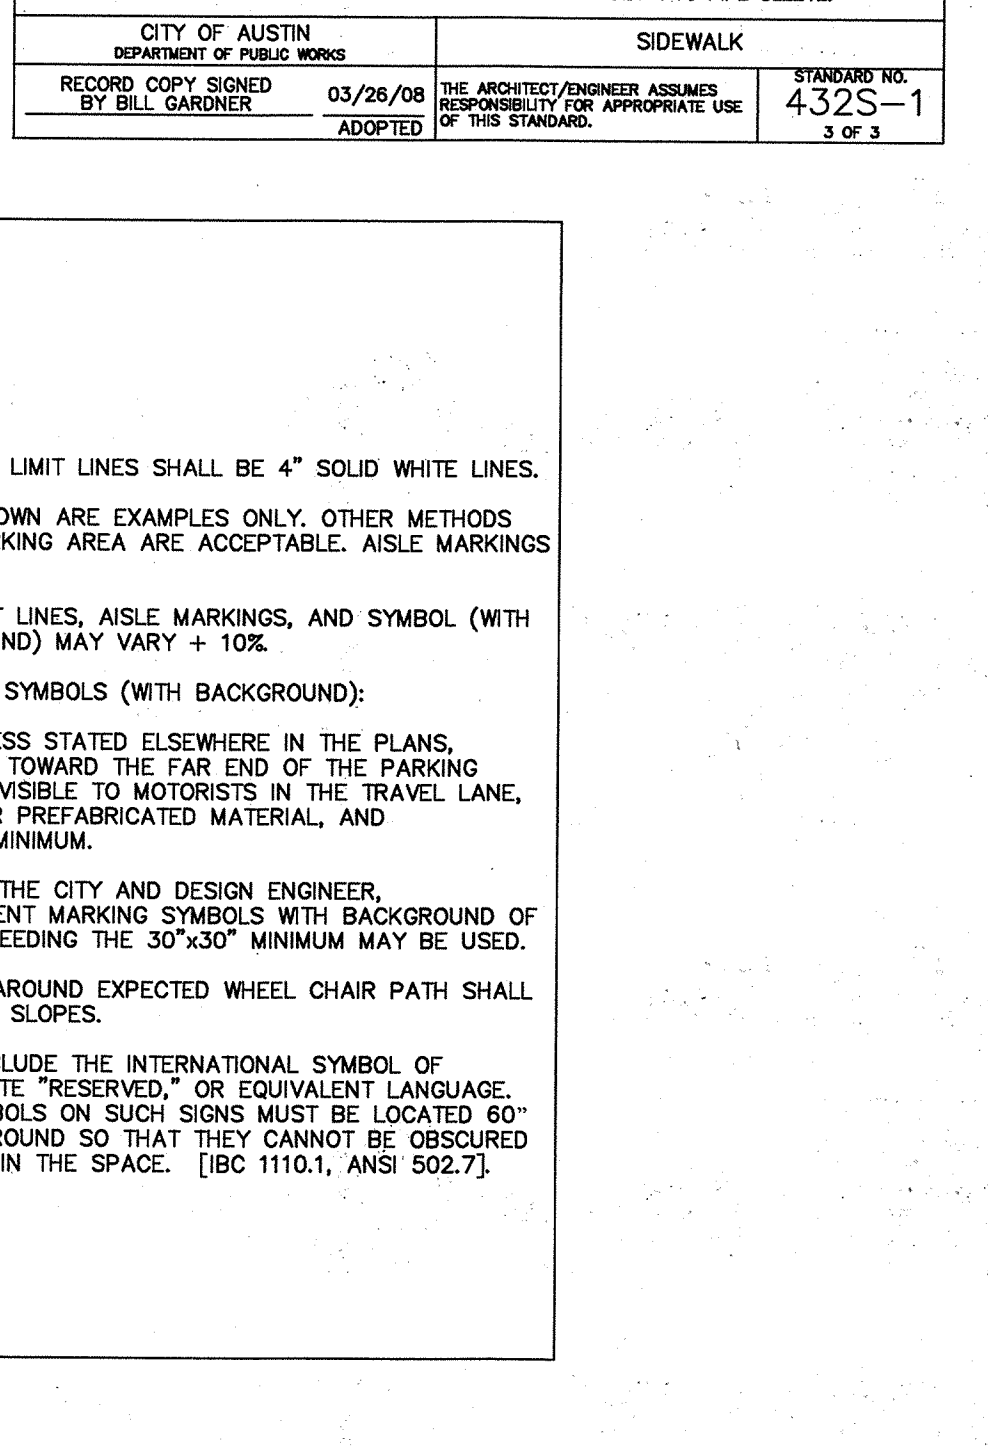 CITY OF AUSTIN
DEPARTMENT OF PUBLIC WORKS
SIDEWALK
RECORD COPY SIGNED
BY BILL GARDNER
03/26/08
ADOPTED
THE ARCHITECT/ENGINEER ASSUMES
RESPONSIBILITY FOR APPROPRIATE USE
OF THIS STANDARD.
STANDARD NO.
432S-1
3 OF 3
LIMIT LINES SHALL BE 4" SOLID WHITE LINES.
OWN ARE EXAMPLES ONLY. OTHER METHODS
KING AREA ARE ACCEPTABLE. AISLE MARKINGS
T LINES, AISLE MARKINGS, AND SYMBOL (WITH
ND) MAY VARY + 10%.
SYMBOLS (WITH BACKGROUND):
ESS STATED ELSEWHERE IN THE PLANS,
TOWARD THE FAR END OF THE PARKING
VISIBLE TO MOTORISTS IN THE TRAVEL LANE,
R PREFABRICATED MATERIAL, AND
MINIMUM.
THE CITY AND DESIGN ENGINEER,
ENT MARKING SYMBOLS WITH BACKGROUND OF
EEDING THE 30"x30" MINIMUM MAY BE USED.
AROUND EXPECTED WHEEL CHAIR PATH SHALL
SLOPES.
CLUDE THE INTERNATIONAL SYMBOL OF
TE "RESERVED," OR EQUIVALENT LANGUAGE.
BOLS ON SUCH SIGNS MUST BE LOCATED 60"
ROUND SO THAT THEY CANNOT BE OBSCURED
IN THE SPACE. [IBC 1110.1, ANSI 502.7].